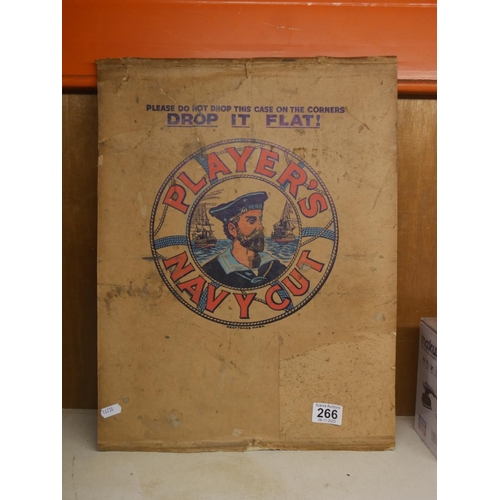 PLEASE DO NOT DROP THIS CASE ON THE CORNERS
DROP IT FLAT!
PLAYER'S
NAVY CUT
266